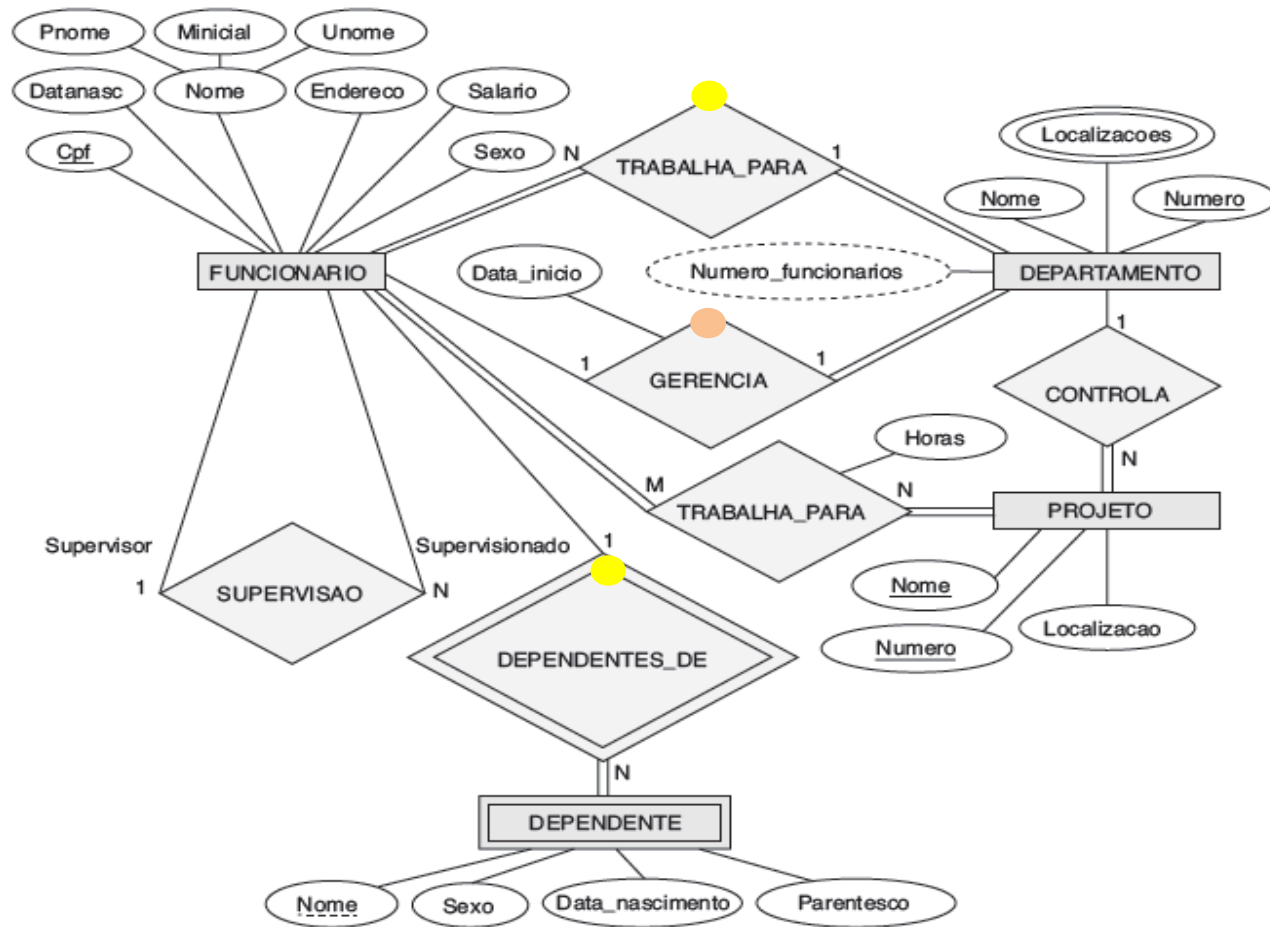 Pnome Minicial Unome
Datanasc Nome Endereco Salario
Cpf Sexo
N TRABALHA_PARA 1
Localizacoes
Nome Numero
FUNCIONARIO
Data_inicio
Numero_funcionarios
DEPARTAMENTO
1 GERENCIA 1
1
CONTROLA
N
Horas
M TRABALHA_PARA N
PROJETO
Nome
Numero
Localizacao
Supervisor Supervisionado
1 SUPERVISAO N
1
DEPENDENTES_DE
N
DEPENDENTE
Nome Sexo Data_nascimento Parentesco